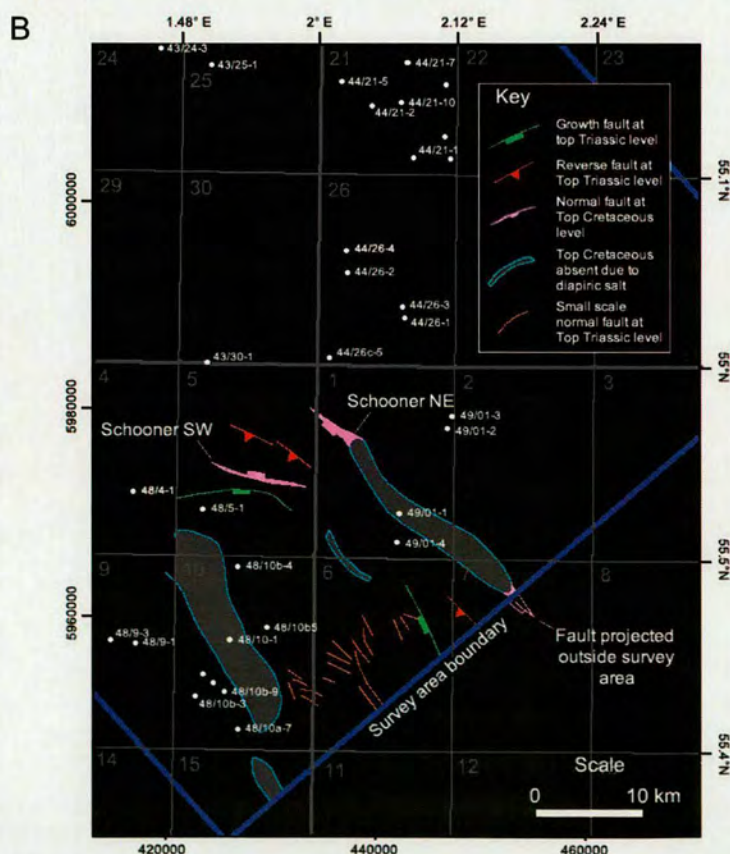 B
1.48° E
2° E
2.12° E
2.24° E
24
43/24-3
43/25-1
25
21
44/21-7
22
23
44/21-5
44/21-10
44/21-2
44/21-1
Key
Growth fault at
top Triassic level
Reverse fault at
Top Triassic level
Normal fault at
Top Cretaceous
level
Top Cretaceous
absent due to
diapiric salt
Small scale
normal fault at
Top Triassic level
55.1°N
29
30
26
6000000
44/26-4
44/26-2
44/26-3
44/26-1
43/30-1
44/26c-5
55°N
4
5
1
2
3
5980000
Schooner SW
Schooner NE
49/01-3
49/01-2
48/4-1
48/5-1
49/01-1
49/01-4
55.5°N
9
10
6
7
8
48/10b-4
5960000
48/9-3
48/9-1
48/10b5
48/10-1
48/10b-9
48/10b-3
48/10a-7
Fault projected
outside survey
area
Survey area boundary
55.4°N
14
15
11
12
Scale
0
10 km
420000
440000
460000